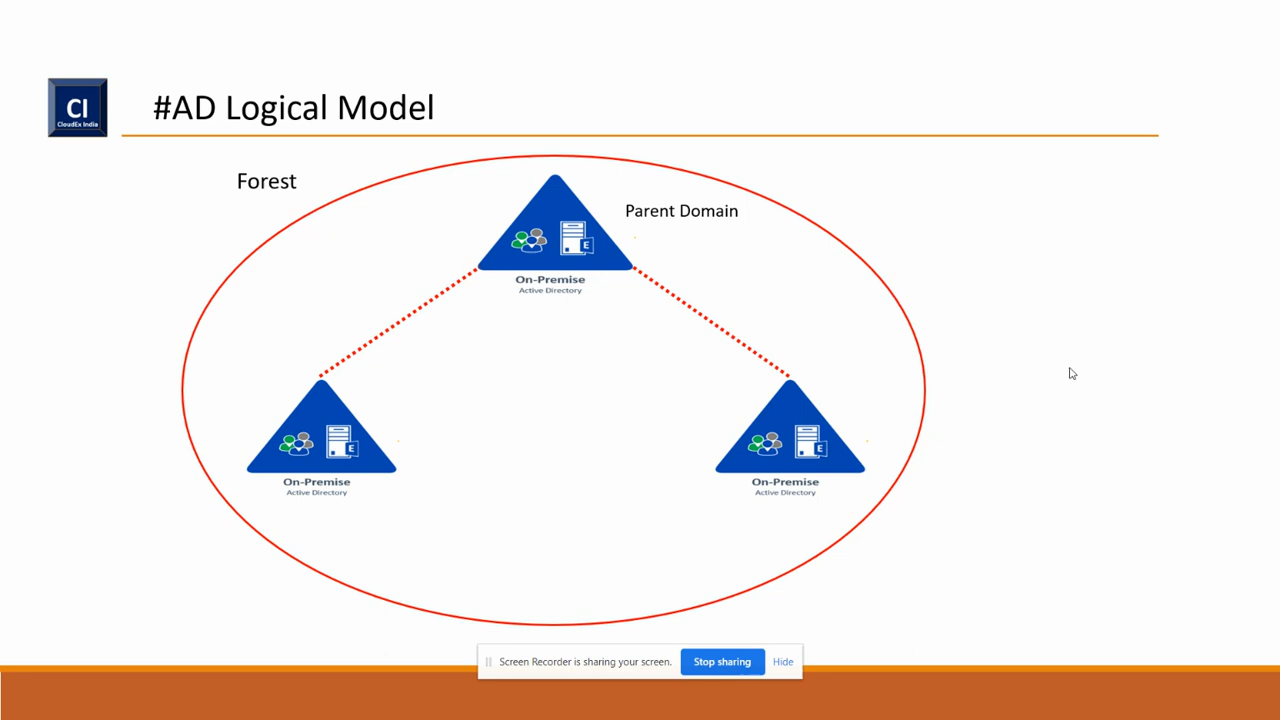 CI
CloudEx India
#AD Logical Model
Forest
Parent Domain
E
On-Premise
Active Directory
E
On-Premise
Active Directory
E
On-Premise
Active Directory
Screen Recorder is sharing your screen.
Stop sharing
Hide